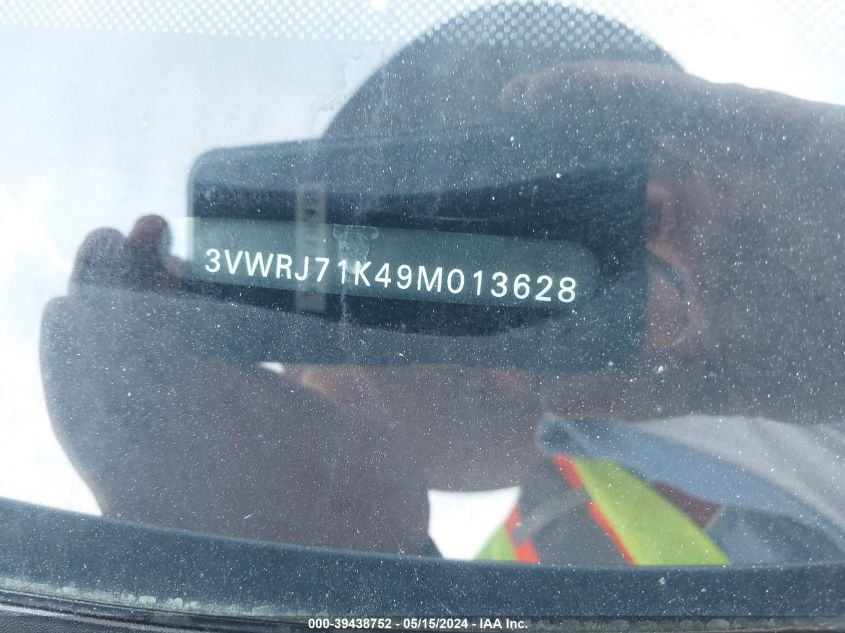 3VWRJ71K49M013628
000-39438752 - 05/15/2024 - IAA Inc.